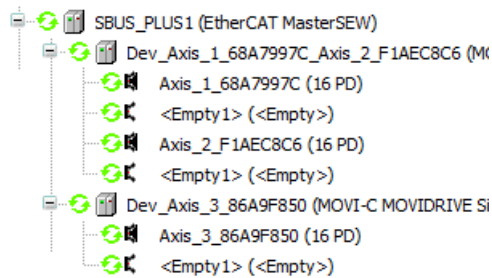 SBUS_PLUS1 (EtherCAT MasterSEW)
Dev_Axis_1_68A7997C_Axis_2_F1AEC8C6 (MC
Axis_1_68A7997C (16 PD)
<Empty1> (<Empty>)
Axis_2_F1AEC8C6 (16 PD)
<Empty1> (<Empty>)
Dev_Axis_3_86A9F850 (MOVI-C MOVIDRIVE Si
Axis_3_86A9F850 (16 PD)
<Empty1> (<Empty>)